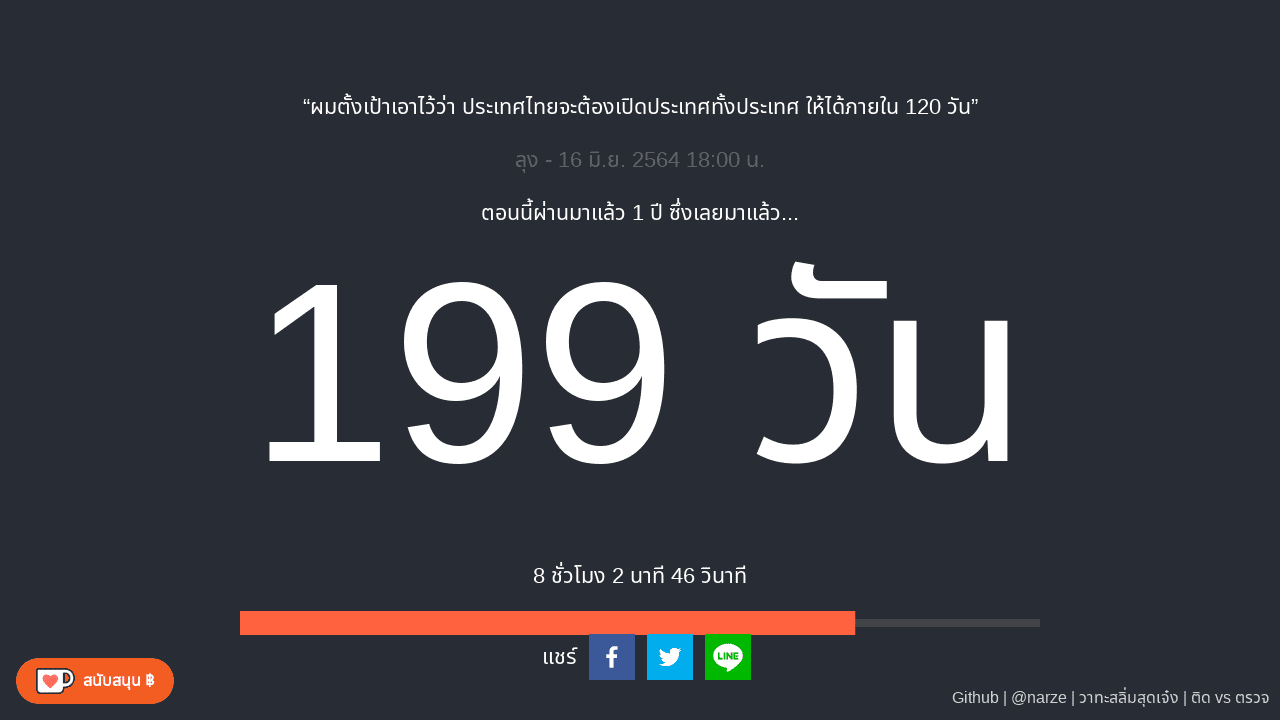 “ผมตั้งเป้าเอาไว้ว่า ประเทศไทยจะต้องเปิดประเทศทั้งประเทศ ให้ได้ภายใน 120 วัน”
ลุง - 16 มิ.ย. 2564 18:00 น.
ตอนนี้ผ่านมาแล้ว 1 ปี ซึ่งเลยมาแล้ว...
199 วัน
8 ชั่วโมง 2 นาที 46 วินาที
แชร์
LINE
สนับสนุน ฿
Github | @narze | วาทะสลิ่มสุดเจ๋ง | ติด vs ตรวจ